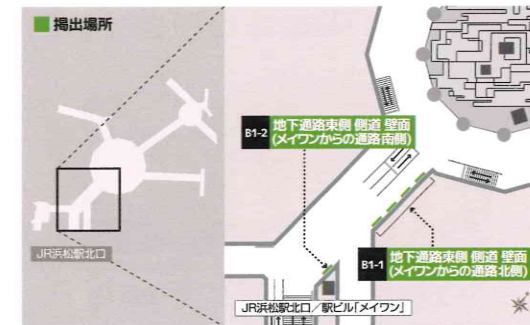 掲出場所
JR浜松駅北口
B1-2
地下通路東側 側道 壁面
(メイワンからの通路南側)
B1-1
地下通路東側 側道 壁面
(メイワンからの通路北側)
JR浜松駅北口/駅ビル「メイワン」